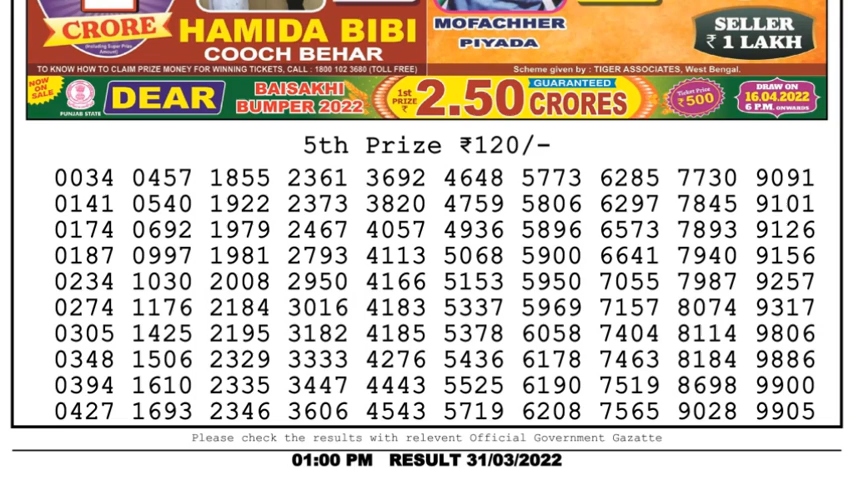 CRORE
(Including Super Prize Amount)
HAMIDA BIBI
COOCH BEHAR
MOFACHHER
PIYADA
SELLER
₹ 1 LAKH
TO KNOW HOW TO CLAIM PRIZE MONEY FOR WINNING TICKETS, CALL : 1800 102 3680 (TOLL FREE)
Scheme given by : TIGER ASSOCIATES, West Bengal.
NOW ON SALE
PUNJAB STATE
DEAR
BAISAKHI
BUMPER 2022
1st PRIZE ₹
2.50
GUARANTEED
CRORES
Ticket Price
₹500
DRAW ON
16.04.2022
6 P.M. ONWARDS
5th Prize ₹120/-
0034 0457 1855 2361 3692 4648 5773 6285 7730 9091
0141 0540 1922 2373 3820 4759 5806 6297 7845 9101
0174 0692 1979 2467 4057 4936 5896 6573 7893 9126
0187 0997 1981 2793 4113 5068 5900 6641 7940 9156
0234 1030 2008 2950 4166 5153 5950 7055 7987 9257
0274 1176 2184 3016 4183 5337 5969 7157 8074 9317
0305 1425 2195 3182 4185 5378 6058 7404 8114 9806
0348 1506 2329 3333 4276 5436 6178 7463 8184 9886
0394 1610 2335 3447 4443 5525 6190 7519 8698 9900
0427 1693 2346 3606 4543 5719 6208 7565 9028 9905
Please check the results with relevent Official Government Gazatte
01:00 PM RESULT 31/03/2022